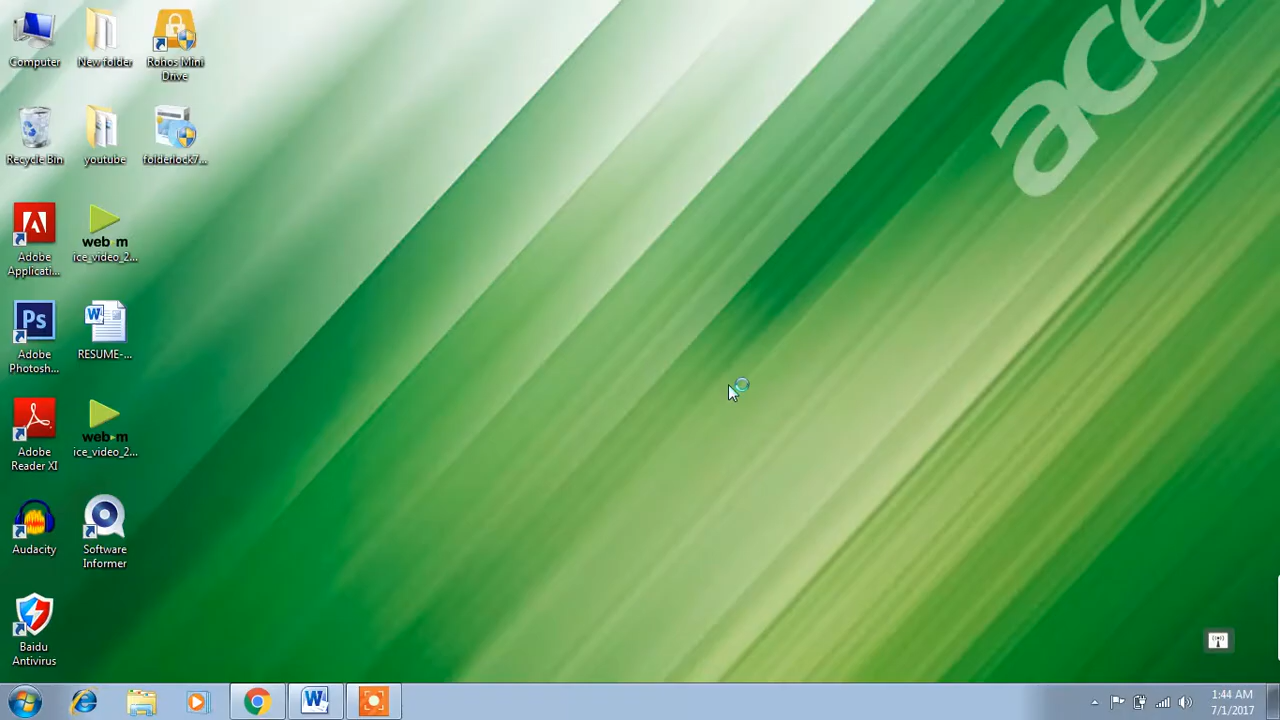 Computer
New folder
Rohos Mini
Drive
Recycle Bin
youtube
folderlock7...
Adobe
Applicati...
web m
ice_video_2...
Ps
Adobe
Photosh...
W
RESUME-...
Adobe
Reader XI
web m
ice_video_2...
Audacity
Software
Informer
Baidu
Antivirus
acer
W
1:44 AM
7/1/2017